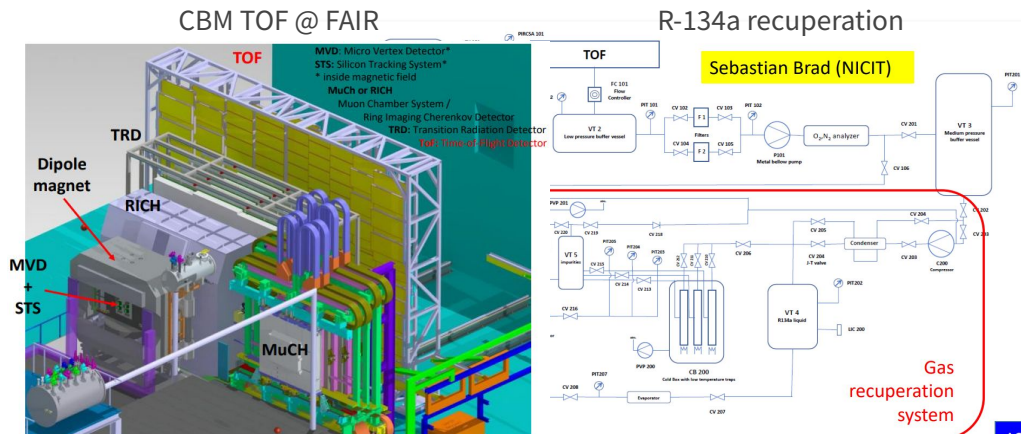 CBM TOF @ FAIR
R-134a recuperation
TOF
MVD: Micro Vertex Detector*
STS: Silicon Tracking System*
* inside magnetic field
MuCh or RICH
Muon Chamber System /
Ring Imaging Cherenkov Detector
TRD: Transition Radiation Detector
ToF: Time-of-Flight Detector
TRD
Dipole
magnet
RICH
MVD
+
STS
MuCH
PIRCSA 101
TOF
Sebastian Brad (NICIT)
FC 101
Flow
Controller
VT 2
Low pressure buffer vessel
PIT 101
CV 102
CV 103
F 1
Filters
F 2
CV 104
CV 105
PIT 102
P101
Metal bellow pump
O₂/N₂ analyzer
CV 201
CV 106
VT 3
Medium pressure
buffer vessel
PIT201
PVP 201
CV 220
CV 219
CV 218
VT 5
impurities
PIT205
PIT204
PIT203
CV 215
CV 214
CV 213
CV 216
CV 206
CV 205
CV 204
J-T valve
Condenser
CV 204
CV 203
CV 202
C200
Compressor
VT 4
R134a liquid
PIT202
LIC 200
PVP 200
CB 200
Cold Box with low temperature traps
PIT207
CV 208
Evaporator
CV 207
Gas
recuperation
system